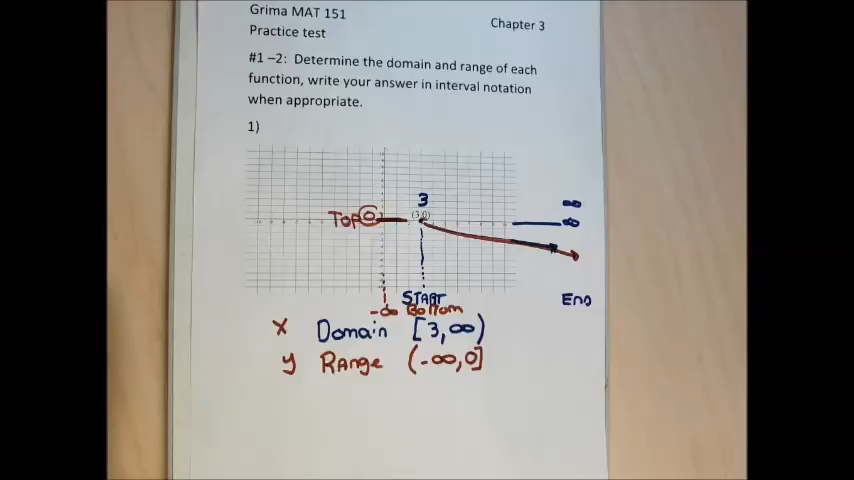 Grima MAT 151
Chapter 3
Practice test
#1 –2: Determine the domain and range of each
function, write your answer in interval notation
when appropriate.
1)
3
∞
Top 0
(3,0)
∞
START
End
-∞ Bottom
X Domain [3,∞)
y Range (-∞,0]